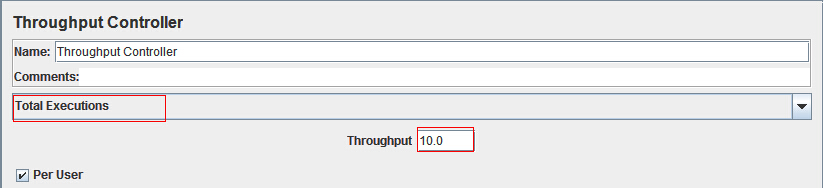 Throughput Controller
Name: Throughput Controller
Comments:
Total Executions
Throughput 10.0
Per User